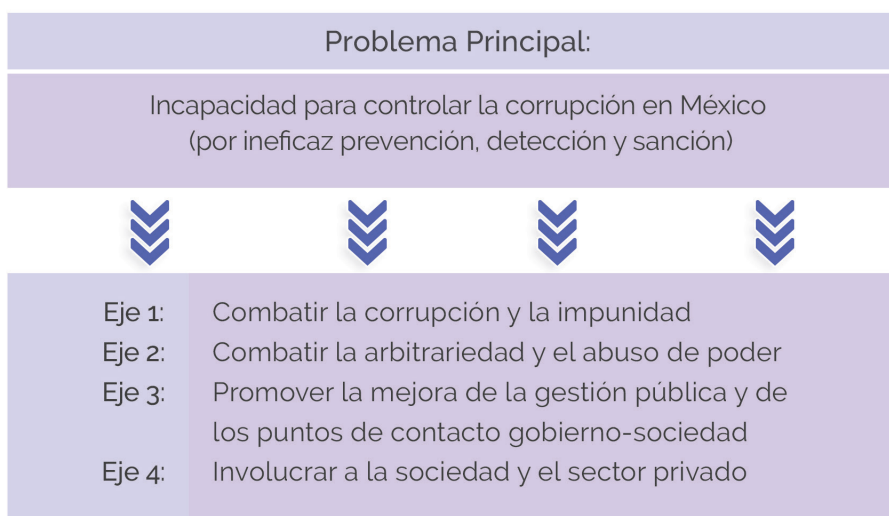 Problema Principal:
Incapacidad para controlar la corrupción en México
(por ineficaz prevención, detección y sanción)
Eje 1: Combatir la corrupción y la impunidad
Eje 2: Combatir la arbitrariedad y el abuso de poder
Eje 3: Promover la mejora de la gestión pública y de
los puntos de contacto gobierno-sociedad
Eje 4: Involucrar a la sociedad y el sector privado